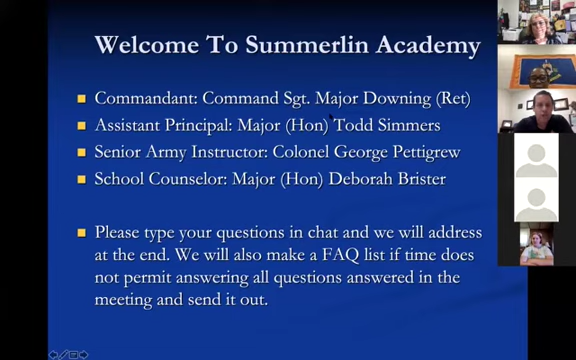 Welcome To Summerlin Academy
Commandant: Command Sgt. Major Downing (Ret)
Assistant Principal: Major (Hon) Todd Simmers
Senior Army Instructor: Colonel George Pettigrew
School Counselor: Major (Hon) Deborah Brister
Please type your questions in chat and we will address
at the end. We will also make a FAQ list if time does
not permit answering all questions answered in the
meeting and send it out.